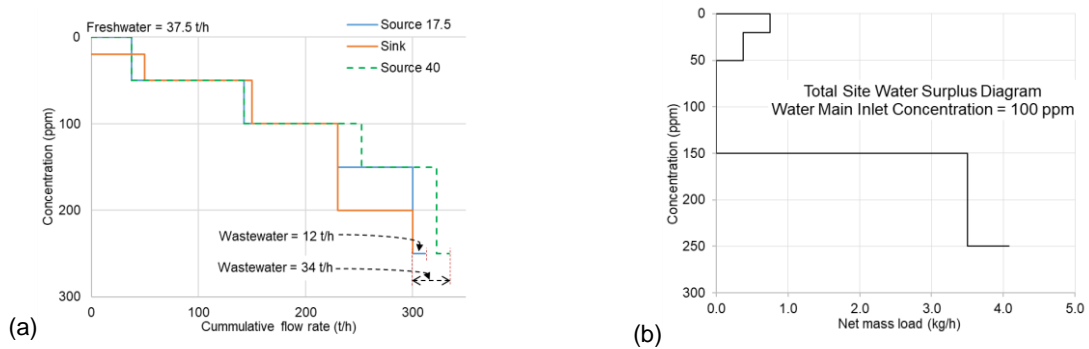 Freshwater = 37.5 t/h
Source 17.5
Sink
Source 40
0
100
200
300
Concentration (ppm)
Wastewater = 12 t/h
Wastewater = 34 t/h
0
100
200
300
Cummulative flow rate (t/h)
(a)
0
50
100
150
200
250
300
Concentration (ppm)
Total Site Water Surplus Diagram
Water Main Inlet Concentration = 100 ppm
0
1.0
2.0
3.0
4.0
5.0
Net mass load (kg/h)
(b)